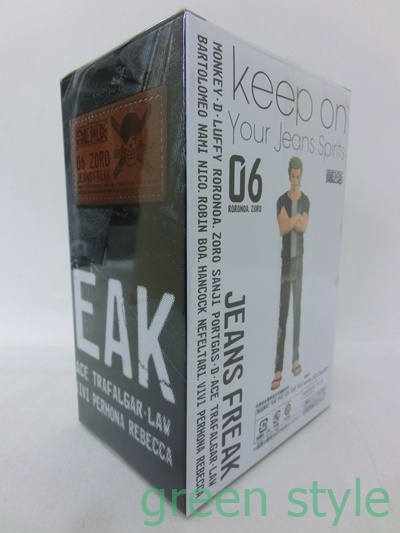 ONE PIECE
06 ZORO
JEANS FREAK
EAK
ACE TRAFALGAR·LAW
VIVI PERHONA REBECCA
MONKEY·D·LUFFY RORONOA. ZORO SANJI PORTGAS·D·ACE TRAFALGAR·LAW
BARTOLOMEO NAMI NICO. ROBIN BOA. HANCOCK NEFELTARI. VIVI PERHONA REBECCA
keep on
Your Jeans Spirits
06
RORONOA. ZORO
JEANS FREAK
green style